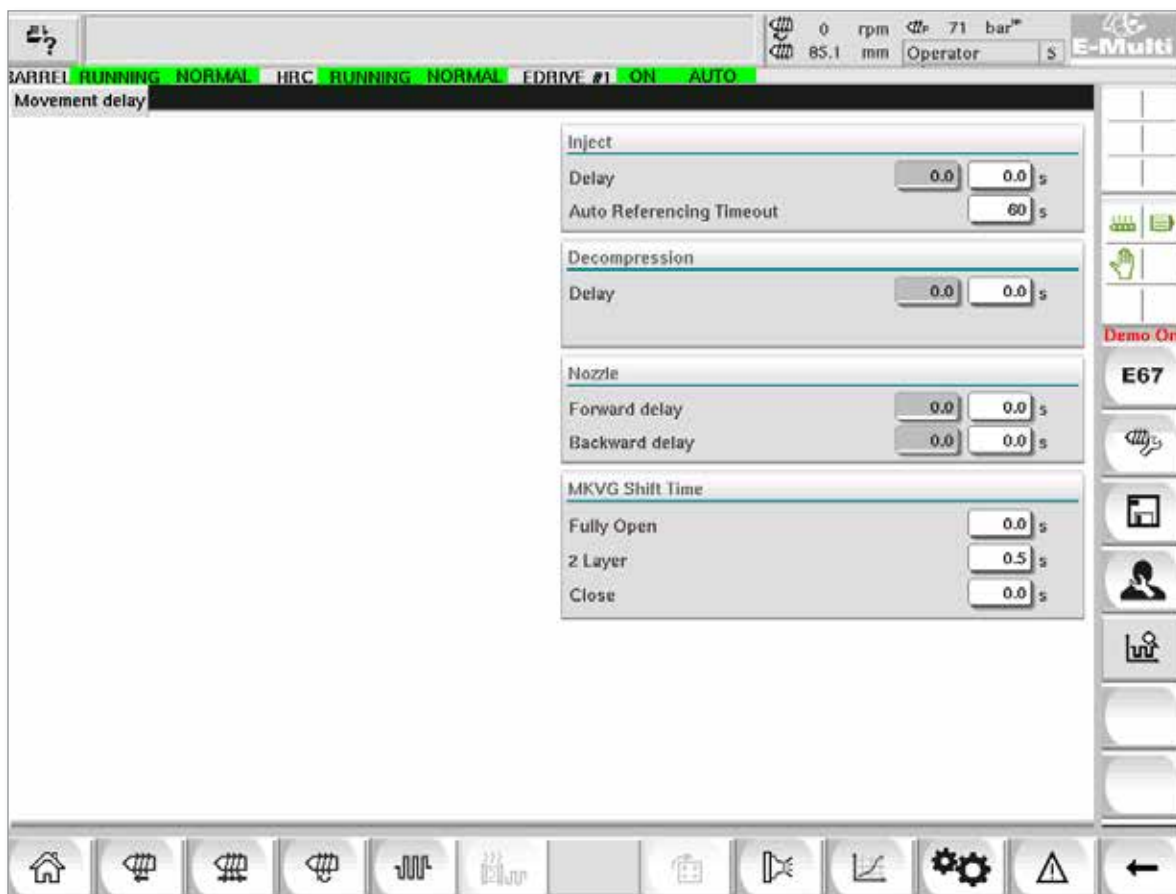 ?
0 rpm 71 bar
E-Multi
85.1 mm Operator S
BARREL RUNNING NORMAL HRC RUNNING NORMAL EDRIVE #1 ON AUTO
Movement delay
Inject
Delay 0.0 0.0 s
Auto Referencing Timeout 60 s
Decompression
Delay 0.0 0.0 s
Demo On
Nozzle
E67
Forward delay 0.0 0.0 s
Backward delay 0.0 0.0 s
MKVG Shift Time
Fully Open 0.0 s
2 Layer 0.5 s
Close 0.0 s